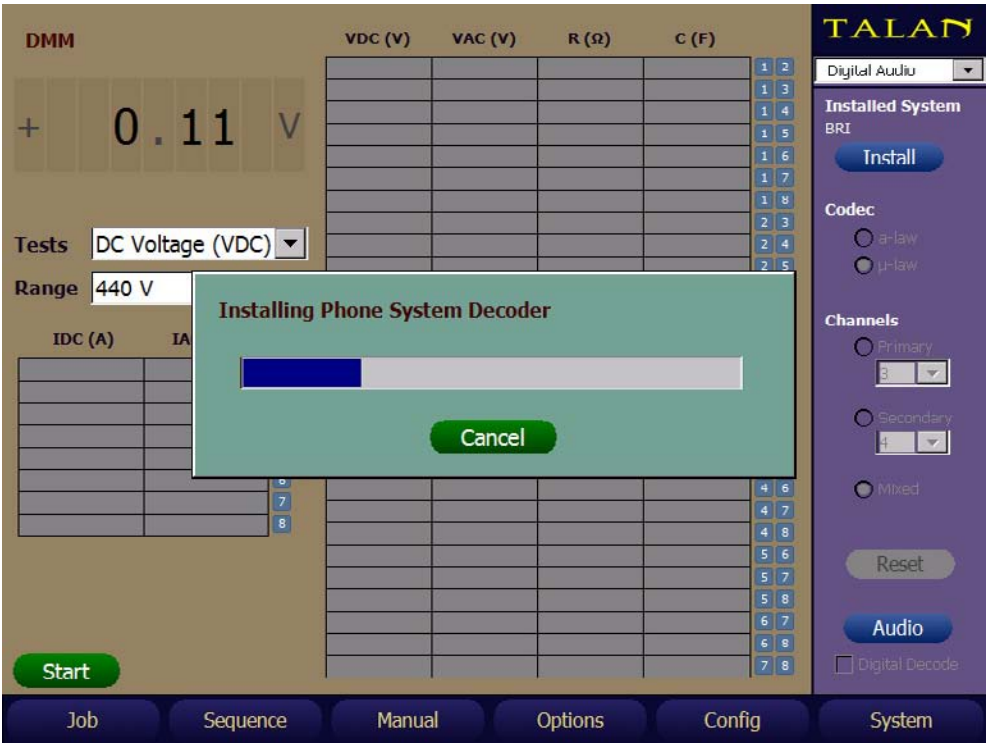 DMM
VDC (V) VAC (V) R (Ω) C (F)
TALAN
Digital Audio
+ 0.11 V
1 2
1 3
1 4
1 5
1 6
1 7
1 8
2 3
2 4
2 5
Installed System
BRI
Install
Codec
a-law
µ-law
Tests DC Voltage (VDC)
Range 440 V
IDC (A) IA
Installing Phone System Decoder
Cancel
Channels
Primary
3
Secondary
4
Mixed
6
7
8
4 6
4 7
4 8
5 6
5 7
5 8
6 7
6 8
7 8
Reset
Audio
Digital Decode
Start
Job Sequence Manual Options Config System